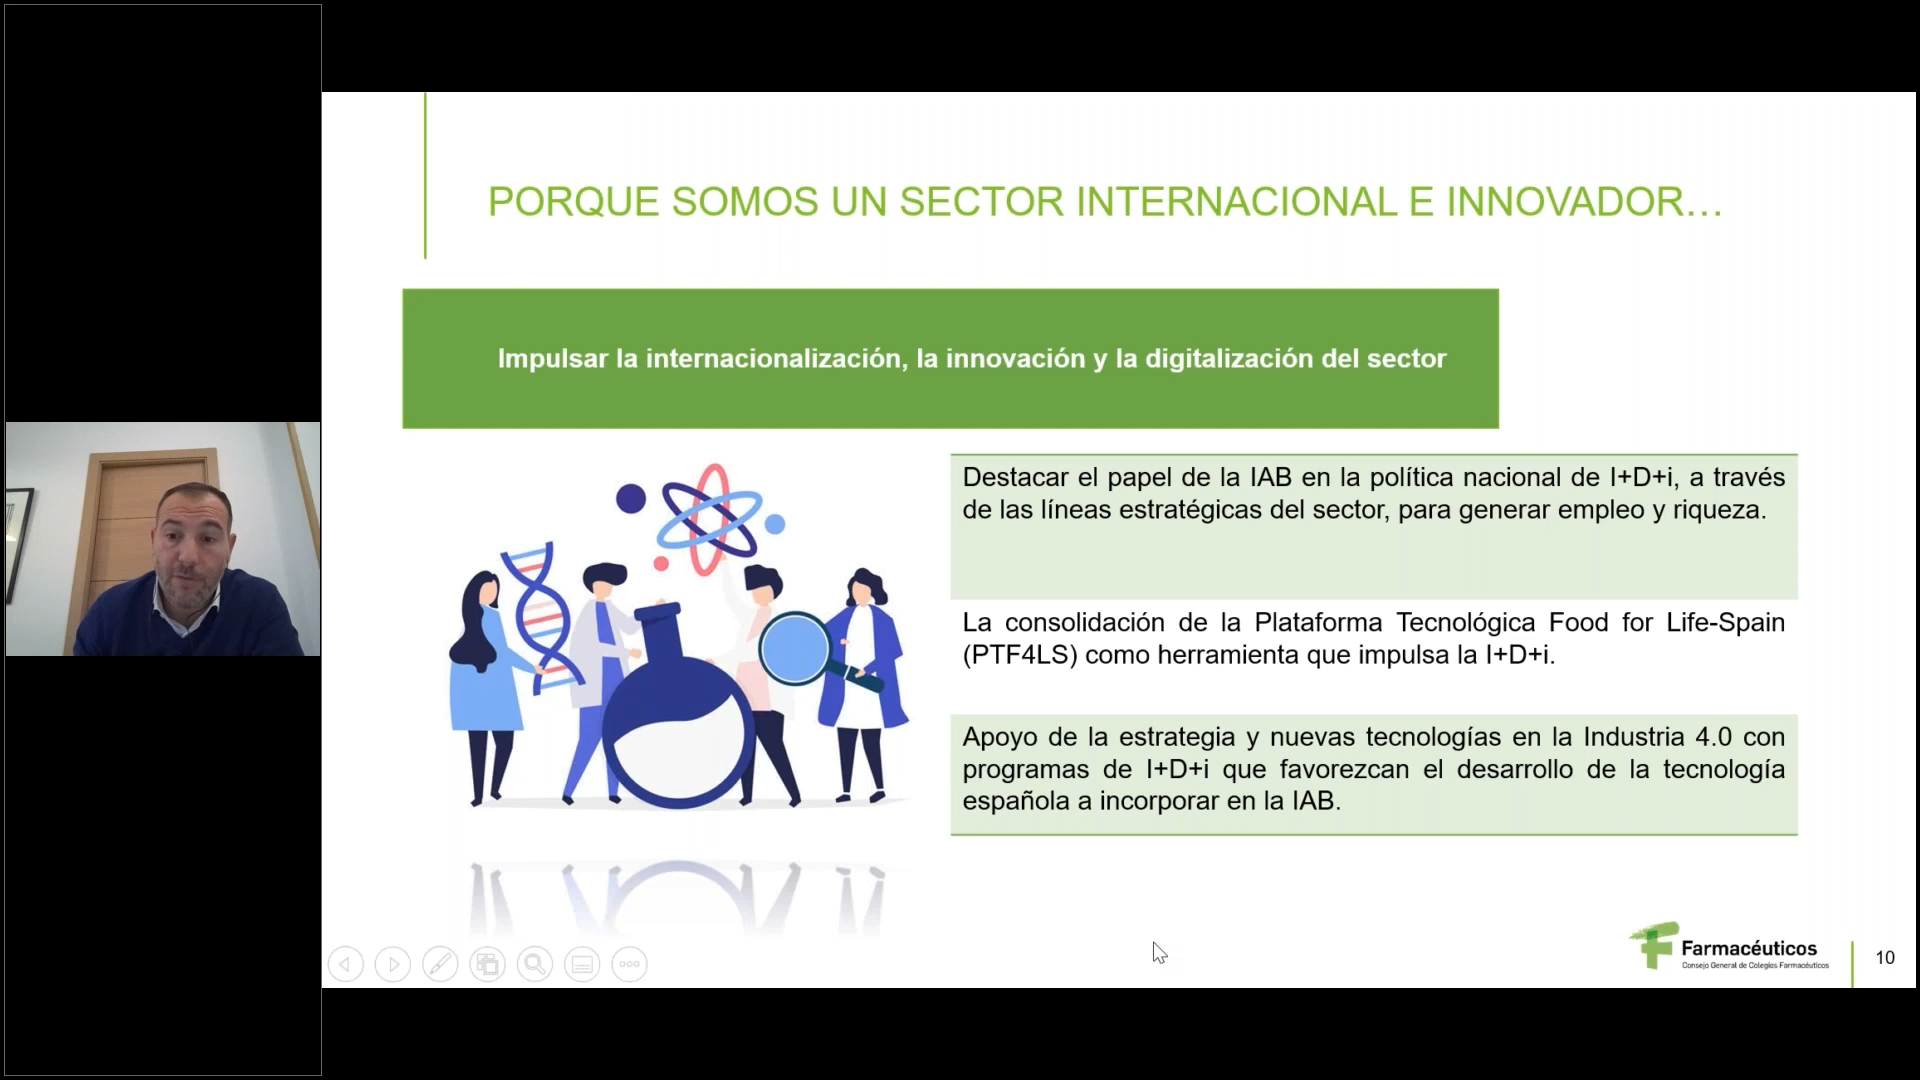 PORQUE SOMOS UN SECTOR INTERNACIONAL E INNOVADOR...
Impulsar la internacionalización, la innovación y la digitalización del sector
Destacar el papel de la IAB en la política nacional de I+D+i, a través
de las líneas estratégicas del sector, para generar empleo y riqueza.
La consolidación de la Plataforma Tecnológica Food for Life-Spain
(PTF4LS) como herramienta que impulsa la I+D+i.
Apoyo de la estrategia y nuevas tecnologías en la Industria 4.0 con
programas de I+D+i que favorezcan el desarrollo de la tecnología
española a incorporar en la IAB.
Farmacéuticos
Consejo General de Colegios Farmacéuticos
10